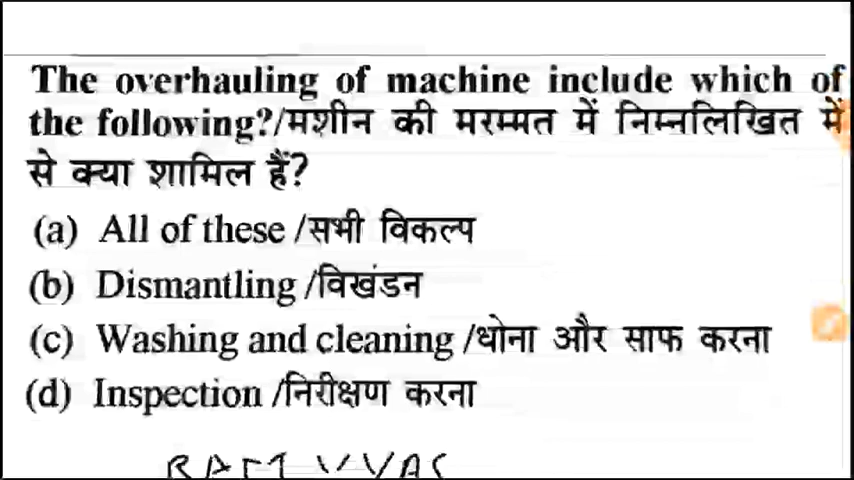 The overhauling of machine include which of
the following?/मशीन की मरम्मत में निम्नलिखित में
से क्या शामिल हैं?
(a) All of these /सभी विकल्प
(b) Dismantling /विखंडन
(c) Washing and cleaning /धोना और साफ करना
(d) Inspection /निरीक्षण करना